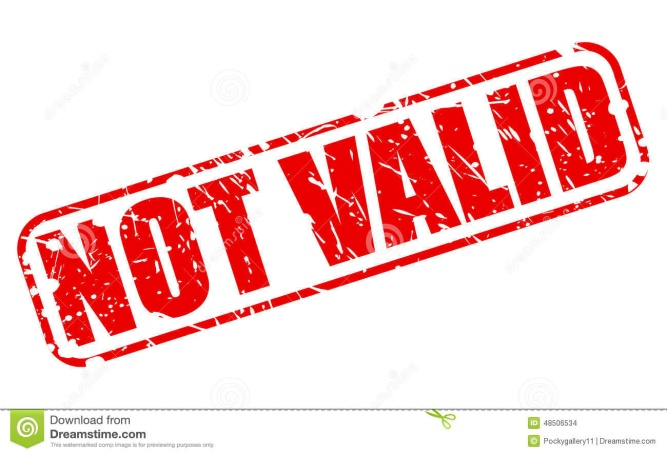 NOT VALID
Download from
Dreamstime.com
This watermarked comp image is for previewing purposes only.
ID 48506534
© Pockygallery11 | Dreamstime.com